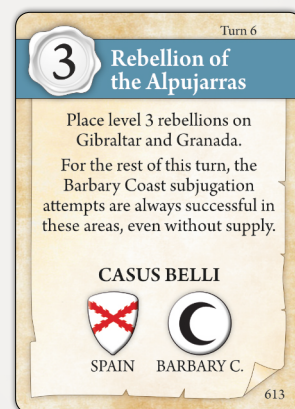 Turn 6
3
Rebellion of
the Alpujarras
Place level 3 rebellions on
Gibraltar and Granada.
For the rest of this turn, the
Barbary Coast subjugation
attempts are always successful in
these areas, even without supply.
CASUS BELLI
SPAIN BARBARY C.
613